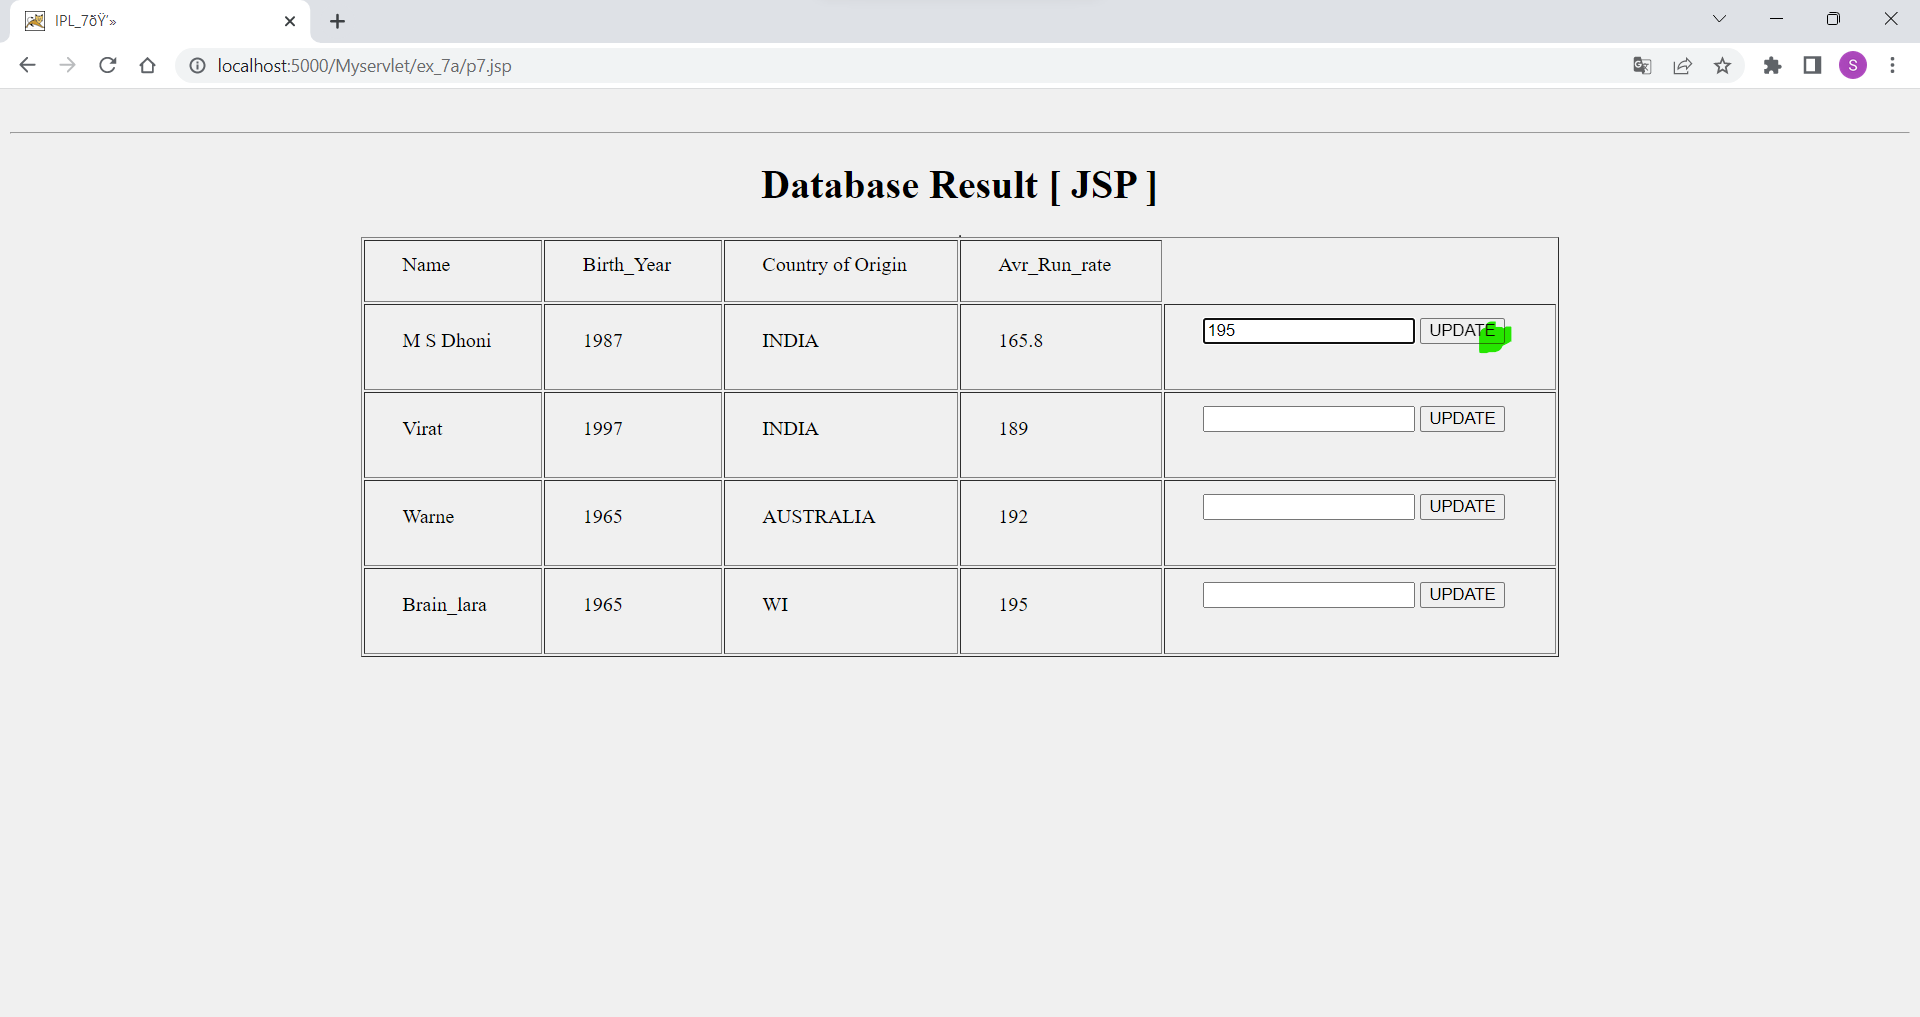 IPL_7ðŸ’»
localhost:5000/Myservlet/ex_7a/p7.jsp
S
Database Result [ JSP ]
Name Birth_Year Country of Origin Avr_Run_rate
M S Dhoni 1987 INDIA 165.8 195 UPDATE
Virat 1997 INDIA 189 UPDATE
Warne 1965 AUSTRALIA 192 UPDATE
Brain_lara 1965 WI 195 UPDATE